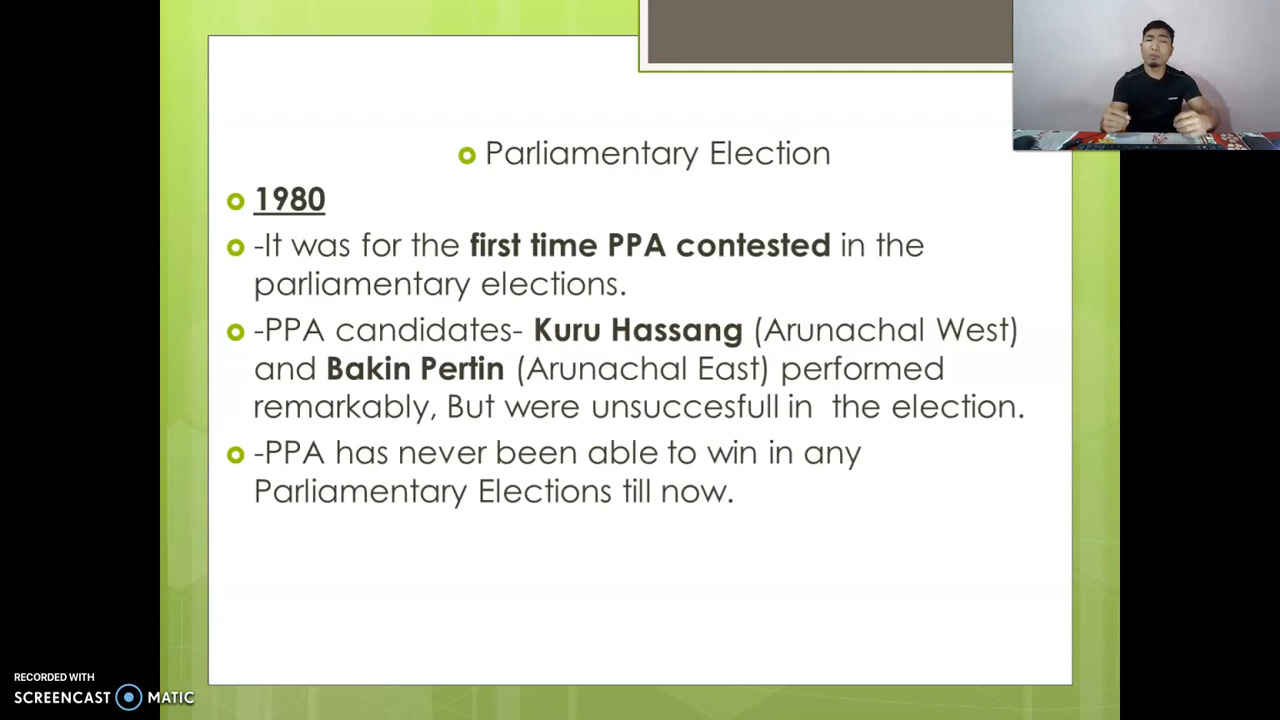 Parliamentary Election
1980
-It was for the first time PPA contested in the
parliamentary elections.
-PPA candidates- Kuru Hassang (Arunachal West)
and Bakin Pertin (Arunachal East) performed
remarkably, But were unsuccesfull in the election.
-PPA has never been able to win in any
Parliamentary Elections till now.
RECORDED WITH
SCREENCAST MATIC